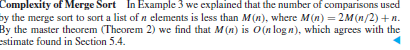 Complexity of Merge Sort In Example 3 we explained that the number of comparisons used
by the merge sort to sort a list of n elements is less than M(n), where M(n) = 2M(n/2) + n.
By the master theorem (Theorem 2) we find that M(n) is O(n log n), which agrees with the
estimate found in Section 5.4.